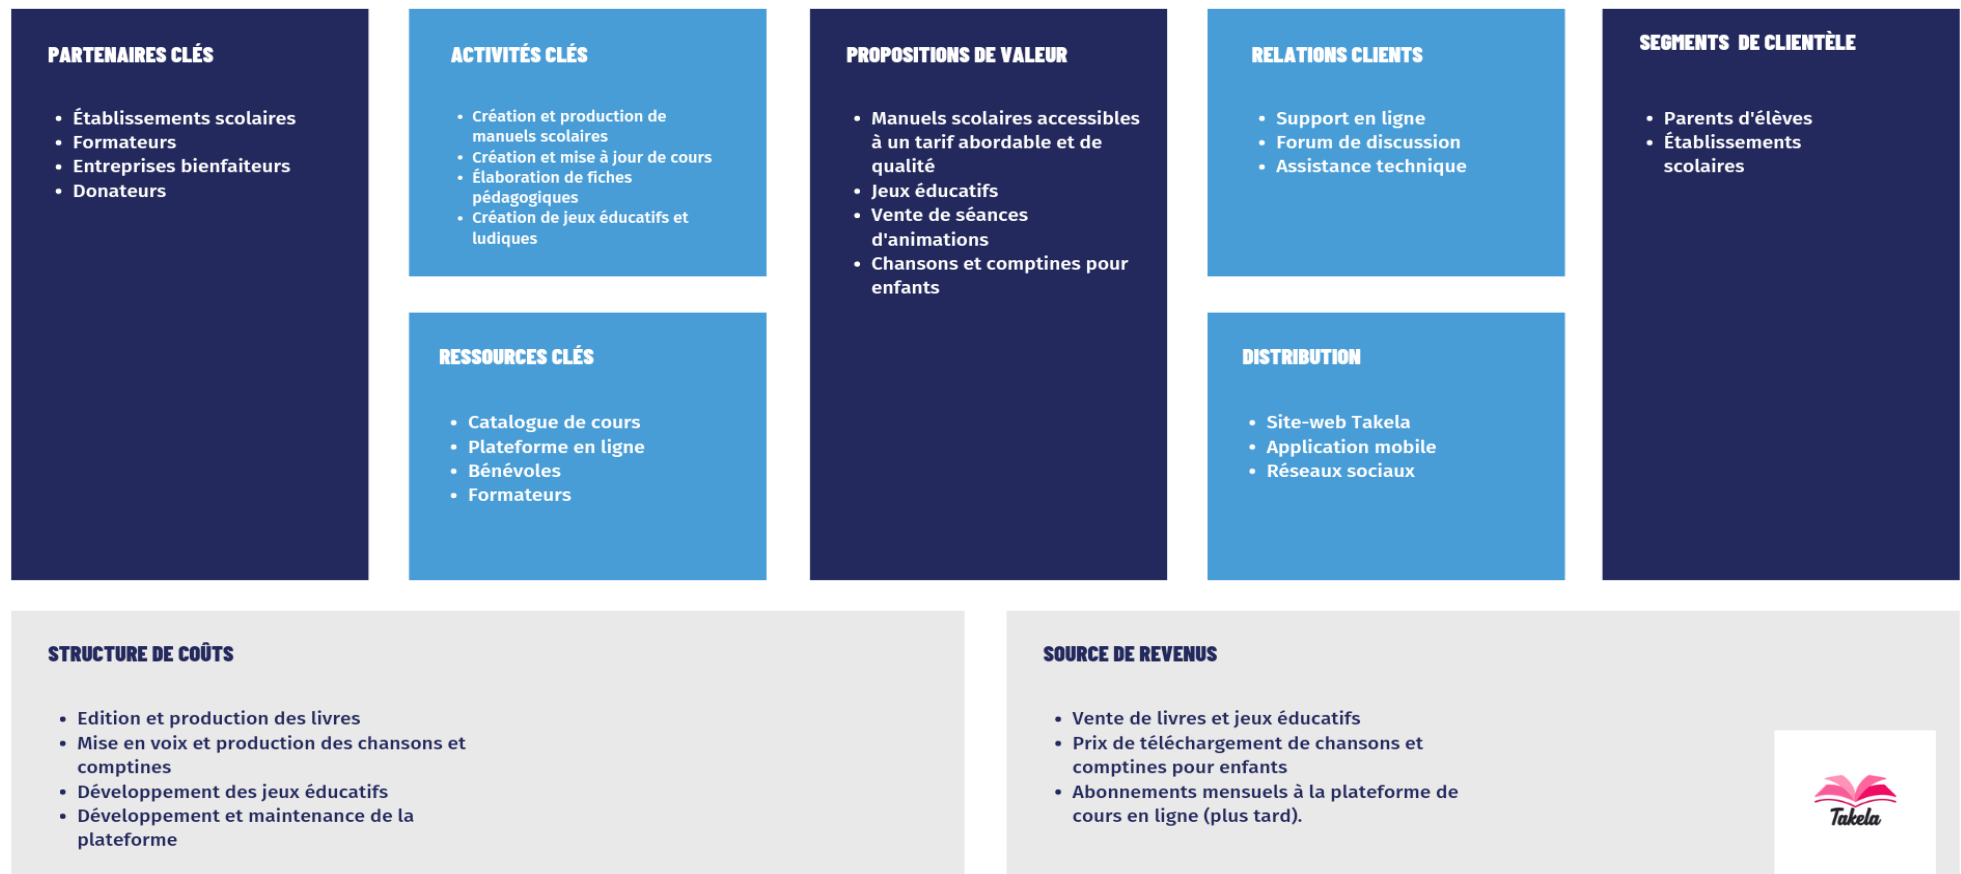 PARTENAIRES CLÉS
• Établissements scolaires
• Formateurs
• Entreprises bienfaiteurs
• Donateurs
ACTIVITÉS CLÉS
• Création et production de
manuels scolaires
• Création et mise à jour de cours
• Élaboration de fiches
pédagogiques
• Création de jeux éducatifs et
ludiques
RESSOURCES CLÉS
• Catalogue de cours
• Plateforme en ligne
• Bénévoles
• Formateurs
PROPOSITIONS DE VALEUR
• Manuels scolaires accessibles
à un tarif abordable et de
qualité
• Jeux éducatifs
• Vente de séances
d'animations
• Chansons et comptines pour
enfants
RELATIONS CLIENTS
• Support en ligne
• Forum de discussion
• Assistance technique
DISTRIBUTION
• Site-web Takela
• Application mobile
• Réseaux sociaux
SEGMENTS DE CLIENTÈLE
• Parents d'élèves
• Établissements
scolaires
STRUCTURE DE COÛTS
• Edition et production des livres
• Mise en voix et production des chansons et
comptines
• Développement des jeux éducatifs
• Développement et maintenance de la
plateforme
SOURCE DE REVENUS
• Vente de livres et jeux éducatifs
• Prix de téléchargement de chansons et
comptines pour enfants
• Abonnements mensuels à la plateforme de
cours en ligne (plus tard).
Takela